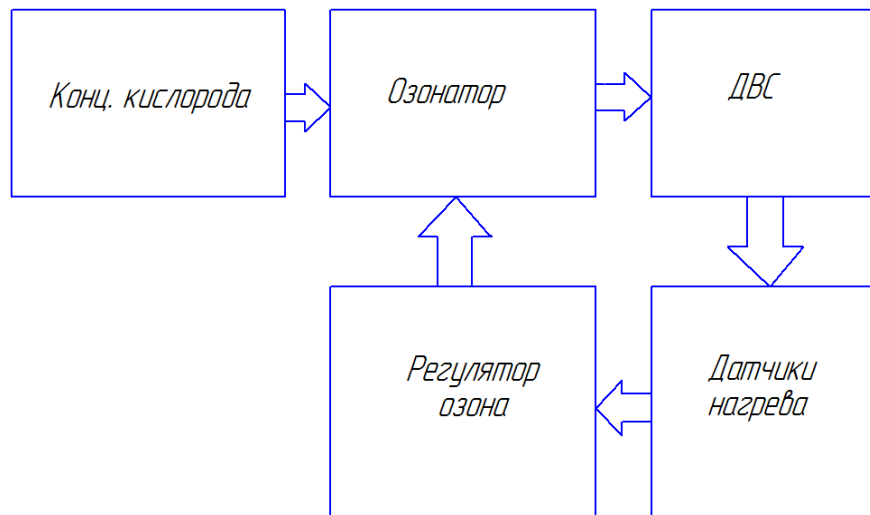 Конц. кислорода
Озонатор
ДВС
Регулятор
озона
Датчики
нагрева